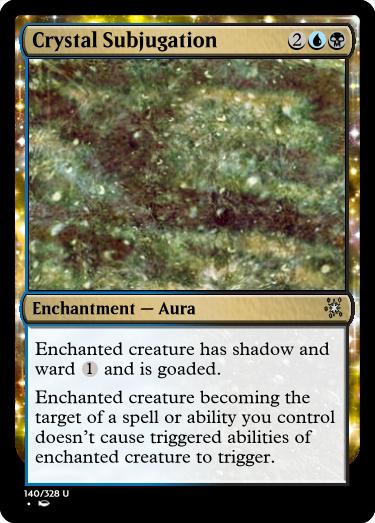 Crystal Subjugation 2
Enchantment — Aura
Enchanted creature has shadow and
ward 1 and is goaded.
Enchanted creature becoming the
target of a spell or ability you control
doesn't cause triggered abilities of
enchanted creature to trigger.
140/328 U